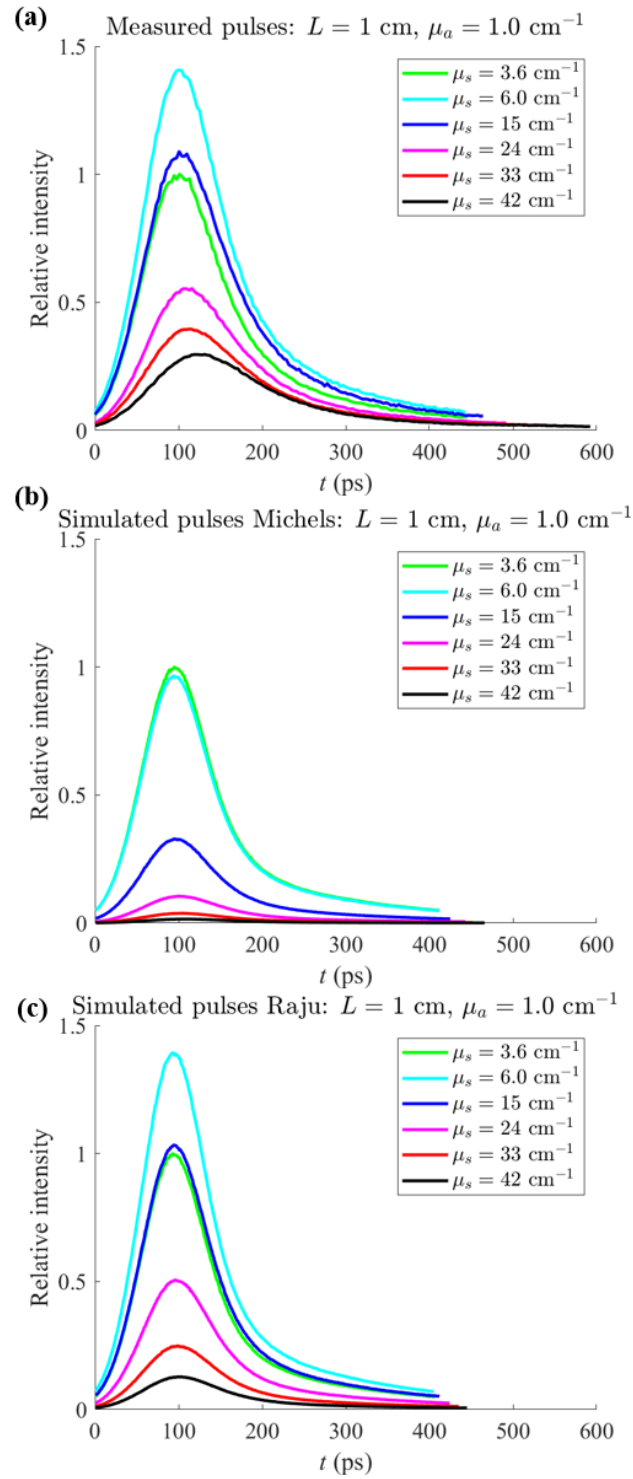 (a)
Measured pulses: L = 1 cm, μₐ = 1.0 cm⁻¹
1.5
1
0.5
0
Relative intensity
μₛ = 3.6 cm⁻¹
μₛ = 6.0 cm⁻¹
μₛ = 15 cm⁻¹
μₛ = 24 cm⁻¹
μₛ = 33 cm⁻¹
μₛ = 42 cm⁻¹
0 100 200 300 400 500 600
t (ps)
(b)
Simulated pulses Michels: L = 1 cm, μₐ = 1.0 cm⁻¹
1.5
1
0.5
0
Relative intensity
μₛ = 3.6 cm⁻¹
μₛ = 6.0 cm⁻¹
μₛ = 15 cm⁻¹
μₛ = 24 cm⁻¹
μₛ = 33 cm⁻¹
μₛ = 42 cm⁻¹
0 100 200 300 400 500 600
t (ps)
(c)
Simulated pulses Raju: L = 1 cm, μₐ = 1.0 cm⁻¹
1.5
1
0.5
0
Relative intensity
μₛ = 3.6 cm⁻¹
μₛ = 6.0 cm⁻¹
μₛ = 15 cm⁻¹
μₛ = 24 cm⁻¹
μₛ = 33 cm⁻¹
μₛ = 42 cm⁻¹
0 100 200 300 400 500 600
t (ps)